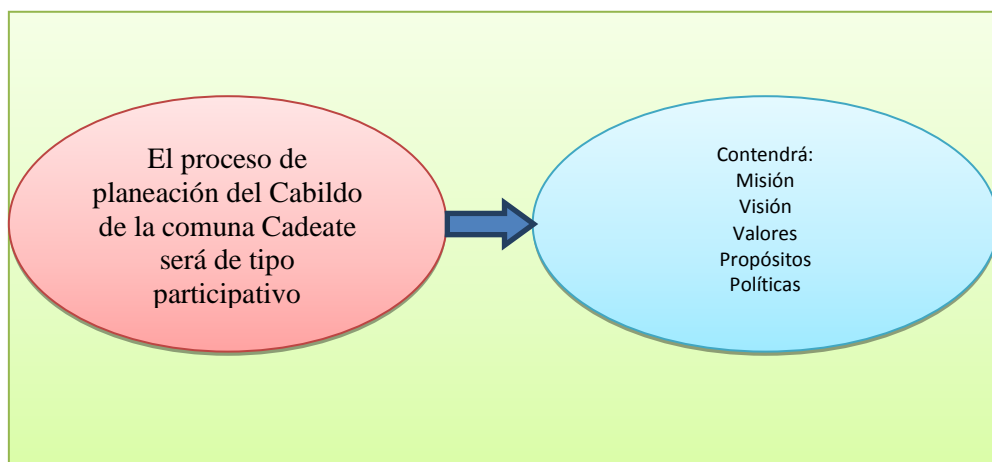 El proceso de
planeación del Cabildo
de la comuna Cadeate
será de tipo
participativo
Contendrá:
Misión
Visión
Valores
Propósitos
Políticas